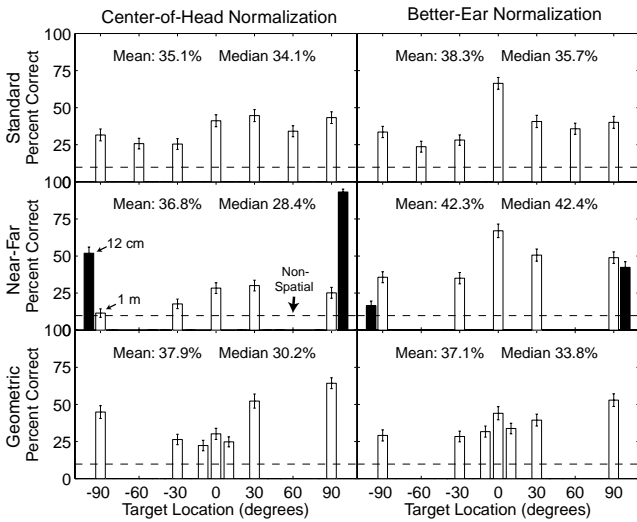 Center-of-Head Normalization
Better-Ear Normalization
Standard
Percent Correct
100
75
50
25
Mean: 35.1% Median 34.1%
Mean: 38.3% Median 35.7%
Near-Far
Percent Correct
100
0
75
50
25
Mean: 36.8% Median 28.4%
12 cm
1 m
Non-
Spatial
Mean: 42.3% Median 42.4%
Geometric
Percent Correct
100
0
75
50
25
0
Mean: 37.9% Median 30.2%
Mean: 37.1% Median 33.8%
-90 -60 -30 0 30 60 90
-90 -60 -30 0 30 60 90
Target Location (degrees)
Target Location (degrees)